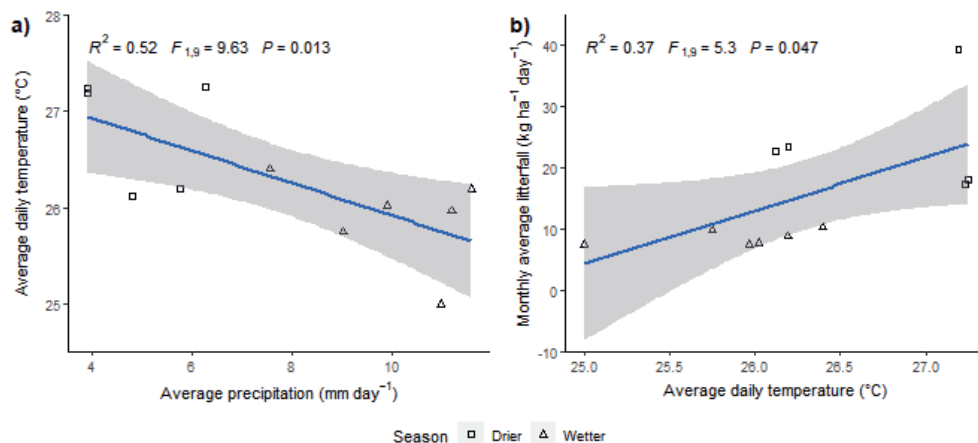 a)
R² = 0.52 F₁,₉ = 9.63 P = 0.013
Average daily temperature (°C)
27
26
25
4 6 8 10
Average precipitation (mm day⁻¹)
b)
R² = 0.37 F₁,₉ = 5.3 P = 0.047
Monthly average litterfall (kg ha⁻¹ day⁻¹)
40
30
20
10
0
-10
25.0 25.5 26.0 26.5 27.0
Average daily temperature (°C)
Season Drier Wetter